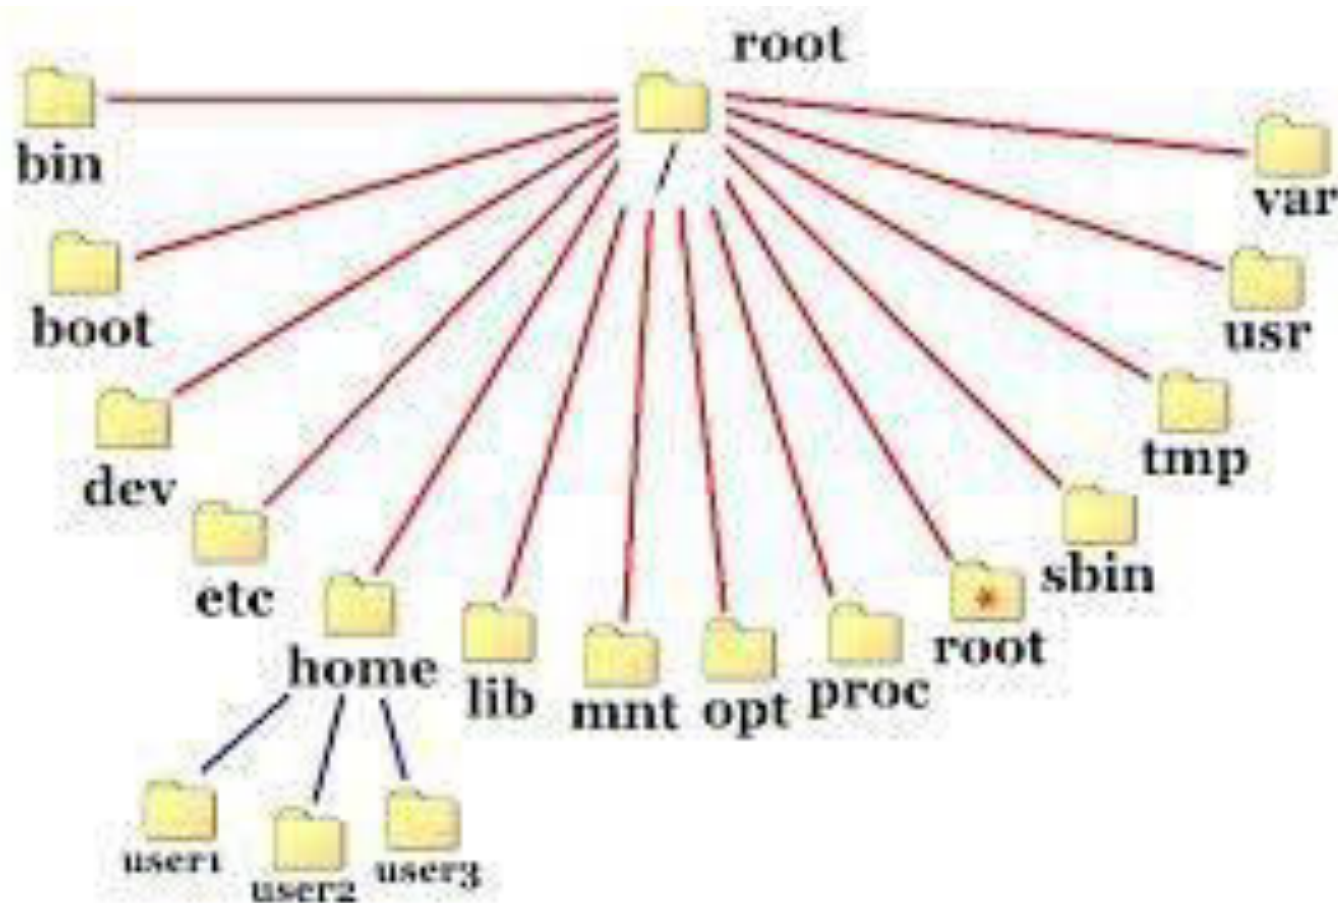 root
/
bin
var
boot
usr
dev
tmp
etc
sbin
home
lib
mnt
opt
proc
root
*
user1
user2
user3